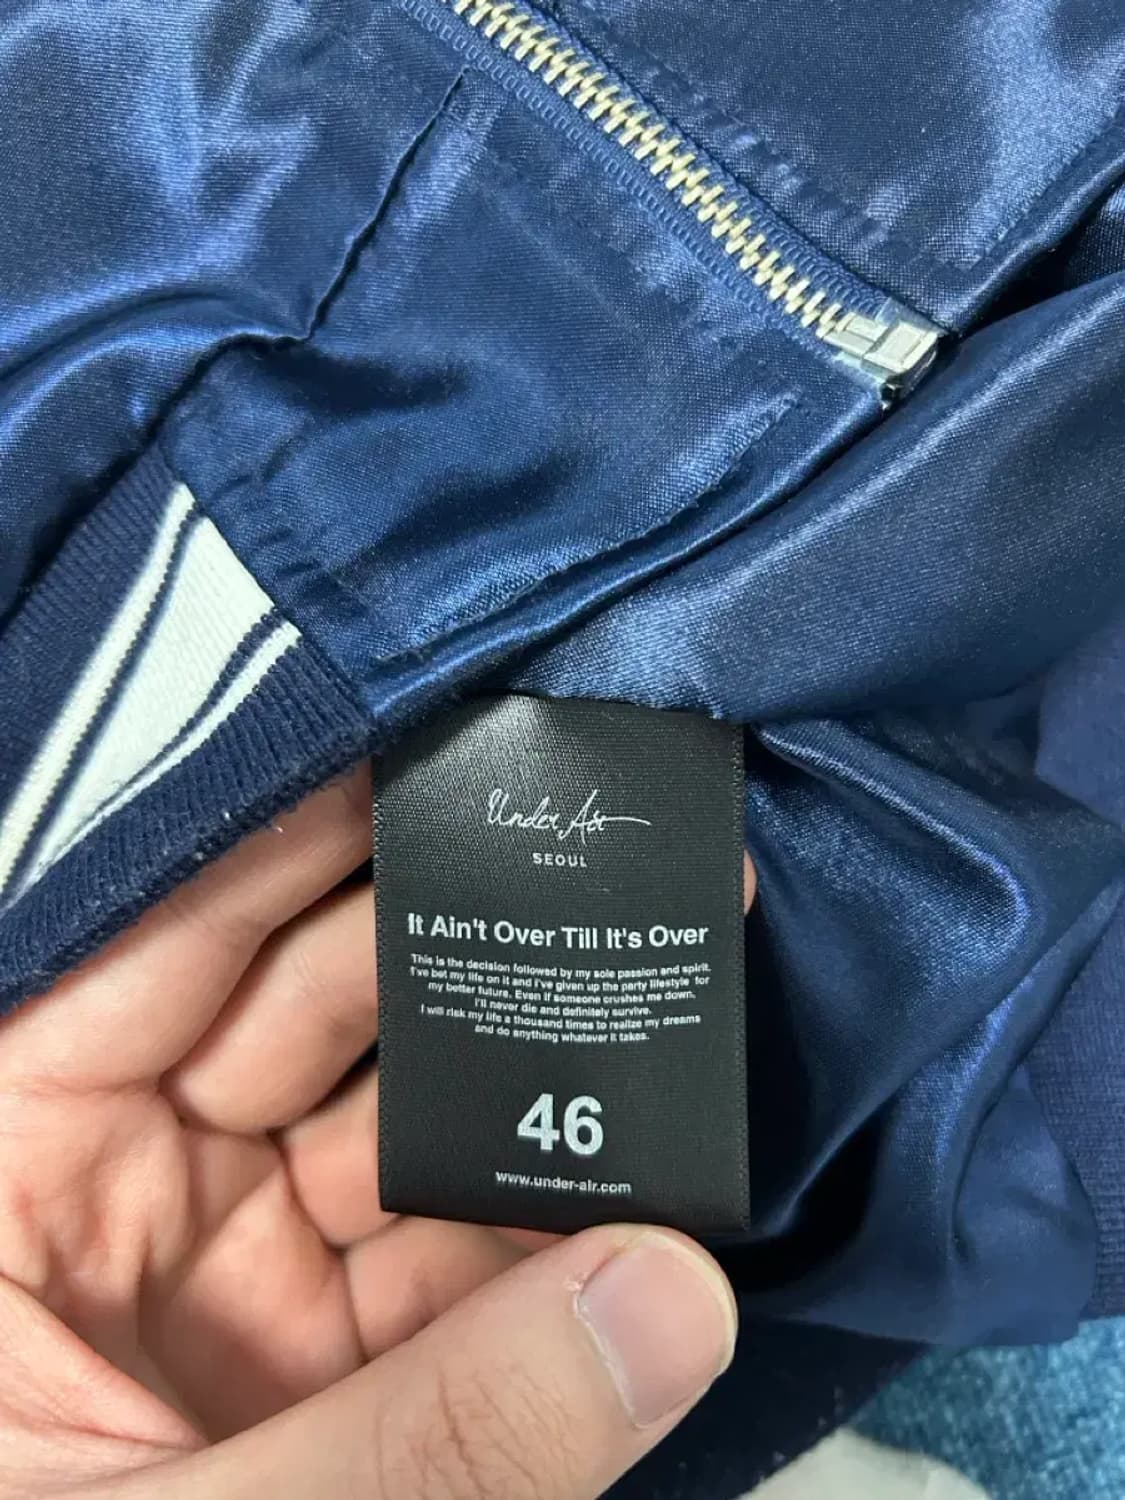 Under Air
SEOUL
It Ain't Over Till It's Over
This is the decision followed by my sole passion and spirit.
I've bet my life on it and I've given up the party lifestyle for
my better future. Even if someone crushes me down,
I'll never die and definitely survive.
I will risk my life a thousand times to realize my dreams
and do anything whatever it takes.
46
www.under-air.com